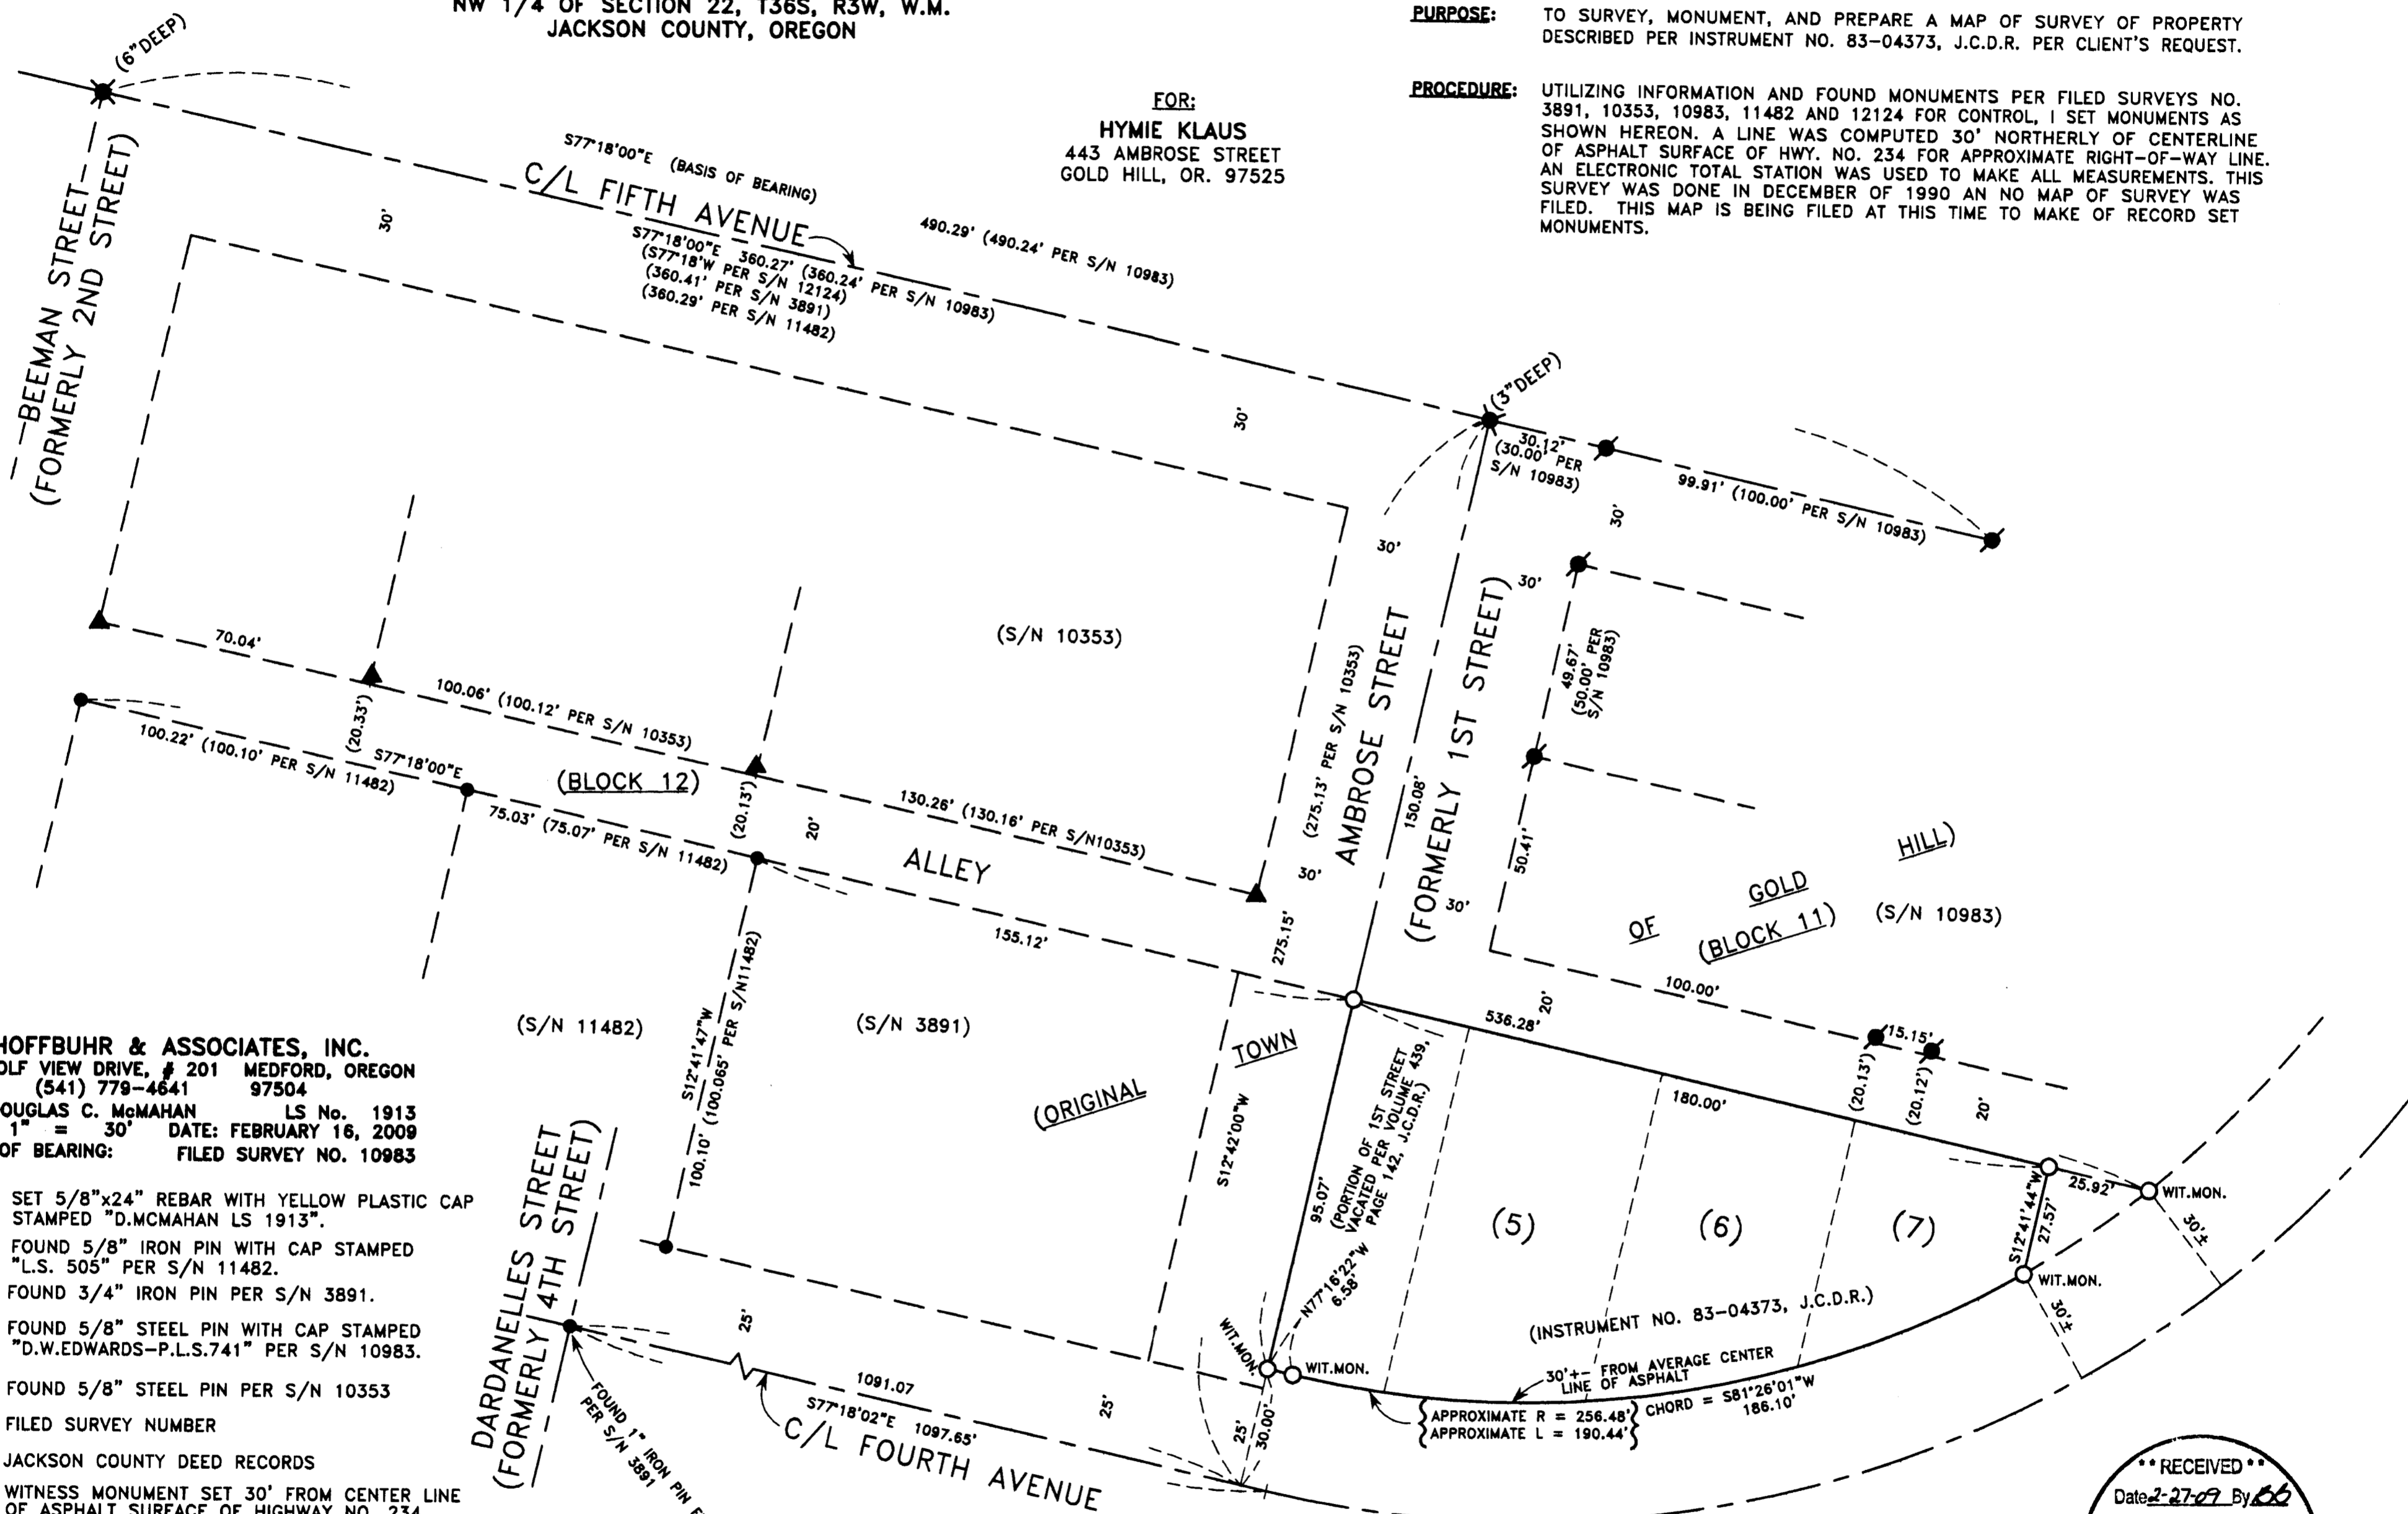 NW 1/4 OF SECTION 22, T36S, R3W, W.M.
JACKSON COUNTY, OREGON
PURPOSE:
TO SURVEY, MONUMENT, AND PREPARE A MAP OF SURVEY OF PROPERTY
DESCRIBED PER INSTRUMENT NO. 83-04373, J.C.D.R. PER CLIENT'S REQUEST.
PROCEDURE:
UTILIZING INFORMATION AND FOUND MONUMENTS PER FILED SURVEYS NO.
3891, 10353, 10983, 11482 AND 12124 FOR CONTROL, I SET MONUMENTS AS
SHOWN HEREON. A LINE WAS COMPUTED 30' NORTHERLY OF CENTERLINE
OF ASPHALT SURFACE OF HWY. NO. 234 FOR APPROXIMATE RIGHT-OF-WAY LINE.
AN ELECTRONIC TOTAL STATION WAS USED TO MAKE ALL MEASUREMENTS. THIS
SURVEY WAS DONE IN DECEMBER OF 1990 AN NO MAP OF SURVEY WAS
FILED. THIS MAP IS BEING FILED AT THIS TIME TO MAKE OF RECORD SET
MONUMENTS.
FOR:
HYMIE KLAUS
443 AMBROSE STREET
GOLD HILL, OR. 97525
(6"DEEP)
BEEMAN STREET
(FORMERLY 2ND STREET)
S77°18'00"E (BASIS OF BEARING)
C/L FIFTH AVENUE
490.29' (490.24' PER S/N 10983)
S77°18'00"E 360.27' (360.24' PER S/N 10983)
(S77°18'W PER S/N 12124)
(360.41' PER S/N 3891)
(360.29' PER S/N 11482)
30'
30'
(3"DEEP)
30.12'
(30.00' PER
S/N 10983)
99.91' (100.00' PER S/N 10983)
30'
30'
30'
49.67'
(50.00' PER
S/N 10983)
50.41'
(S/N 10353)
(275.13' PER S/N 10353)
AMBROSE STREET
150.08'
(FORMERLY 1ST STREET)
30'
30'
275.15'
70.04'
(20.33')
100.06' (100.12' PER S/N 10353)
100.22' (100.10' PER S/N 11482)
S77°18'00"E
(BLOCK 12)
75.03' (75.07' PER S/N 11482)
(20.13')
20'
130.26' (130.16' PER S/N10353)
ALLEY
155.12'
HILL)
GOLD
OF
(BLOCK 11)
(S/N 10983)
TOWN
(ORIGINAL
100.00'
20'
536.28'
15.15'
(20.13')
(20.12')
20'
180.00'
(S/N 11482)
(S/N 3891)
S12°41'47"W
100.10' (100.065' PER S/N11482)
S12°42'00"W
95.07'
(PORTION OF 1ST STREET
VACATED PER VOLUME 439,
PAGE 142, J.C.D.R.)
N77°16'22"W
6.58'
(5)
(6)
(7)
S12°41'44"W
27.57'
25.92'
WIT.MON.
WIT.MON.
30'±
30'±
(INSTRUMENT NO. 83-04373, J.C.D.R.)
30'+- FROM AVERAGE CENTER
LINE OF ASPHALT
CHORD = S81°26'01"W
186.10'
APPROXIMATE R = 256.48'
APPROXIMATE L = 190.44'
WIT.MON.
WIT.MON.
25'
30.00'
25'
25'
1091.07
S77°18'02"E 1097.65'
C/L FOURTH AVENUE
DARDANELLES STREET
(FORMERLY 4TH STREET)
FOUND 1" IRON PIN
PER S/N 3891
HOFFBUHR & ASSOCIATES, INC.
VIEW DRIVE, # 201 MEDFORD, OREGON
(541) 779-4641 97504
DOUGLAS C. McMAHAN LS No. 1913
1" = 30' DATE: FEBRUARY 16, 2009
OF BEARING: FILED SURVEY NO. 10983
SET 5/8"x24" REBAR WITH YELLOW PLASTIC CAP
STAMPED "D.MCMAHAN LS 1913".
FOUND 5/8" IRON PIN WITH CAP STAMPED
"L.S. 505" PER S/N 11482.
FOUND 3/4" IRON PIN PER S/N 3891.
FOUND 5/8" STEEL PIN WITH CAP STAMPED
"D.W.EDWARDS-P.L.S.741" PER S/N 10983.
FOUND 5/8" STEEL PIN PER S/N 10353
FILED SURVEY NUMBER
JACKSON COUNTY DEED RECORDS
WITNESS MONUMENT SET 30' FROM CENTER LINE
OF ASPHALT SURFACE OF HIGHWAY NO. 234
** RECEIVED **
Date 2-27-09 By